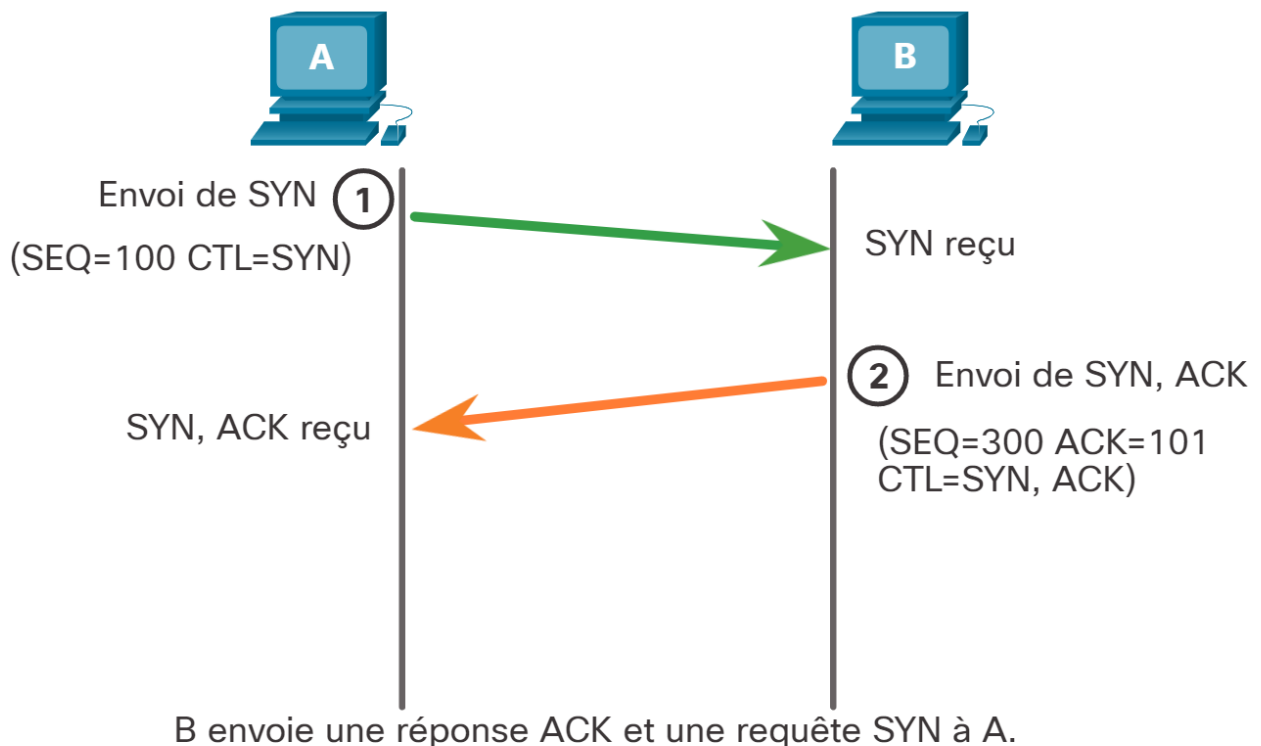 A
B
Envoi de SYN 1
(SEQ=100 CTL=SYN)
SYN reçu
2 Envoi de SYN, ACK
SYN, ACK reçu
(SEQ=300 ACK=101
CTL=SYN, ACK)
B envoie une réponse ACK et une requête SYN à A.